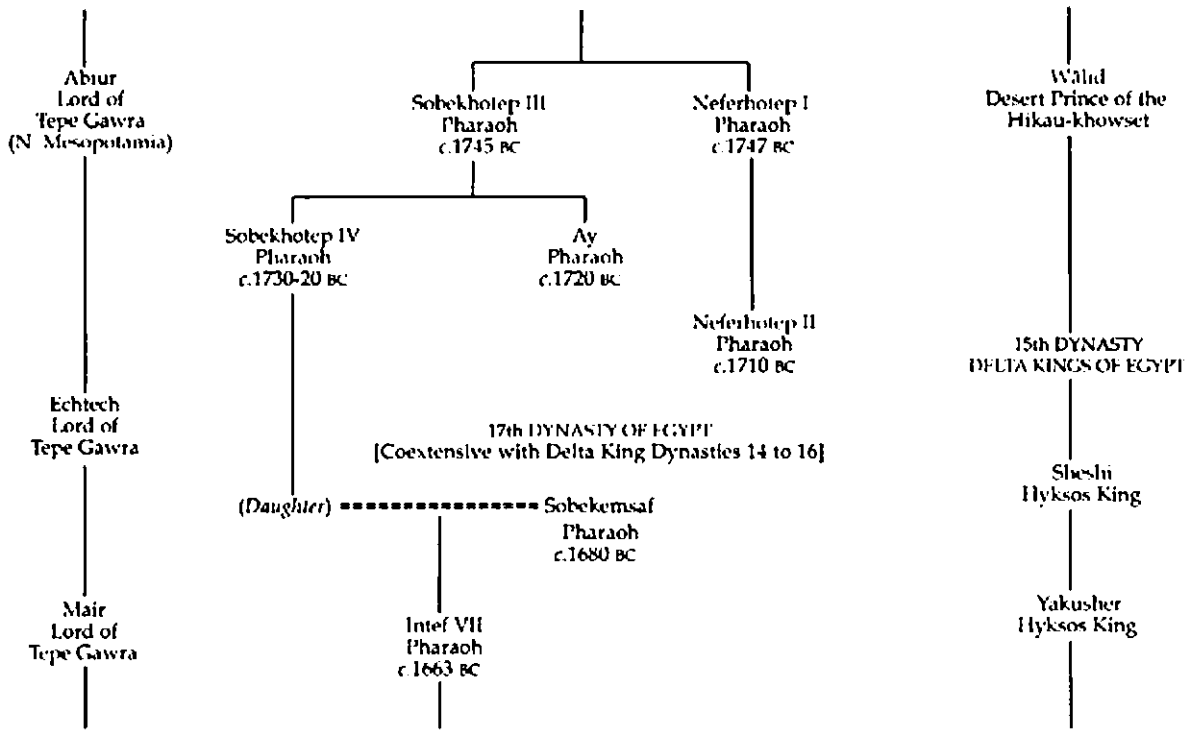 Abiur
Lord of
Tepe Gawra
(N Mesopotamia)
Sobekhotep III
Pharaoh
c.1745 BC
Neferhotep I
Pharaoh
c.1747 BC
Walid
Desert Prince of the
Hikau-khowset
Sobekhotep IV
Pharaoh
c.1730-20 BC
Ay
Pharaoh
c.1720 BC
Neferhotep II
Pharaoh
c.1710 BC
15th DYNASTY
DELTA KINGS OF EGYPT
Echtech
Lord of
Tepe Gawra
17th DYNASTY OF EGYPT
[Coextensive with Delta King Dynasties 14 to 16]
Sheshi
Hyksos King
(Daughter)
Sobekemsaf
Pharaoh
c.1680 BC
Mair
Lord of
Tepe Gawra
Intef VII
Pharaoh
c.1663 BC
Yakusher
Hyksos King